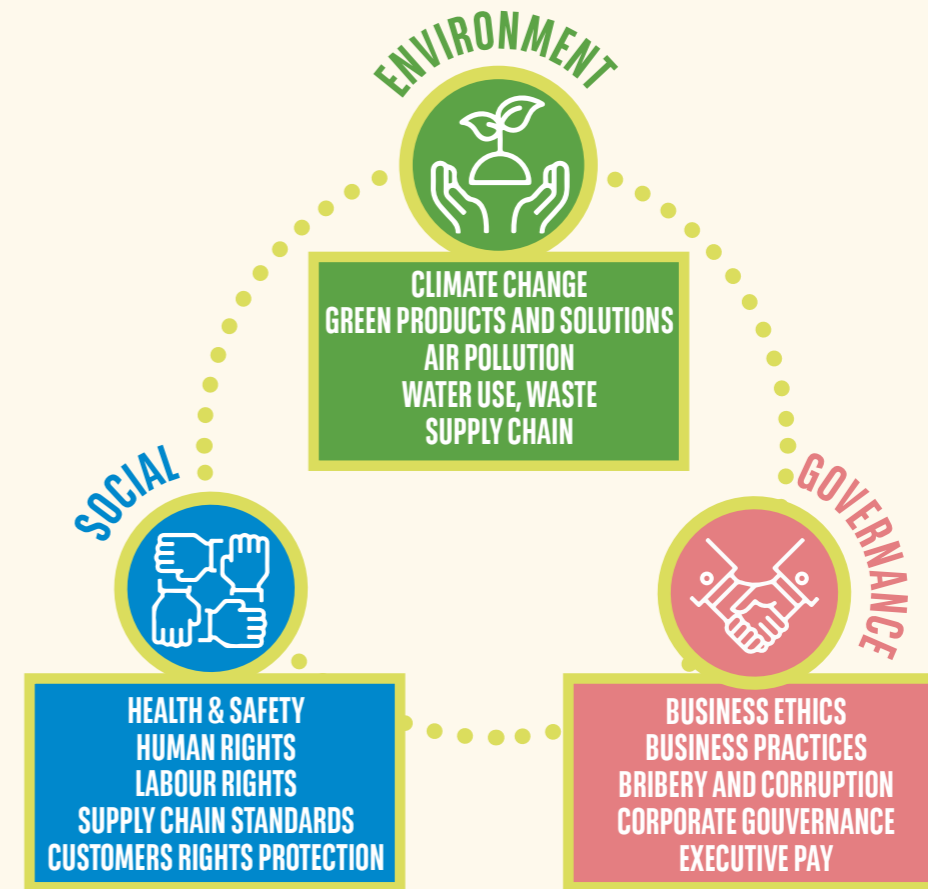 ENVIRONMENT
CLIMATE CHANGE
GREEN PRODUCTS AND SOLUTIONS
AIR POLLUTION
WATER USE, WASTE
SUPPLY CHAIN
SOCIAL
HEALTH & SAFETY
HUMAN RIGHTS
LABOUR RIGHTS
SUPPLY CHAIN STANDARDS
CUSTOMERS RIGHTS PROTECTION
GOVERNANCE
BUSINESS ETHICS
BUSINESS PRACTICES
BRIBERY AND CORRUPTION
CORPORATE GOUVERNANCE
EXECUTIVE PAY